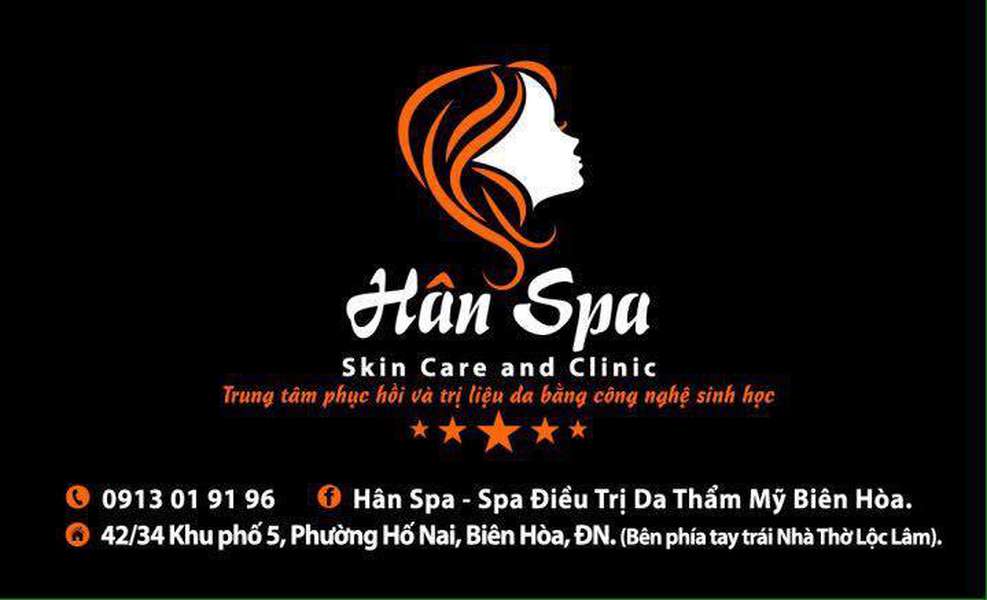 Hân Spa
Skin Care and Clinic
Trung tâm phục hồi và trị liệu da bằng công nghệ sinh học
0913 01 91 96
Hân Spa - Spa Điều Trị Da Thẩm Mỹ Biên Hòa.
42/34 Khu phố 5, Phường Hố Nai, Biên Hòa, ĐN. (Bên phía tay trái Nhà Thờ Lộc Lâm).